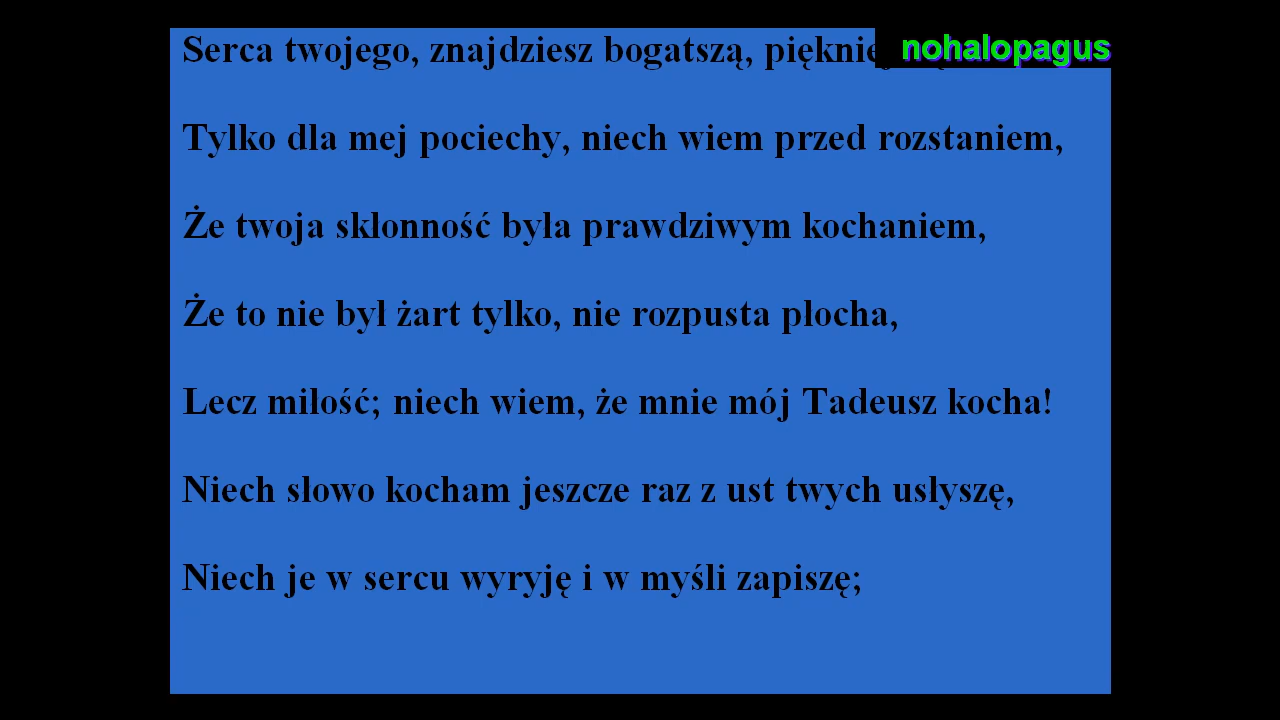 Serca twojego, znajdziesz bogatszą,
nohalopagus
Tylko dla mej pociechy, niech wiem przed rozstaniem,
Że twoja skłonność była prawdziwym kochaniem,
Że to nie był żart tylko, nie rozpusta płocha,
Lecz miłość; niech wiem, że mnie mój Tadeusz kocha!
Niech słowo kocham jeszcze raz z ust twych usłyszę,
Niech je w sercu wyryję i w myśli zapiszę;